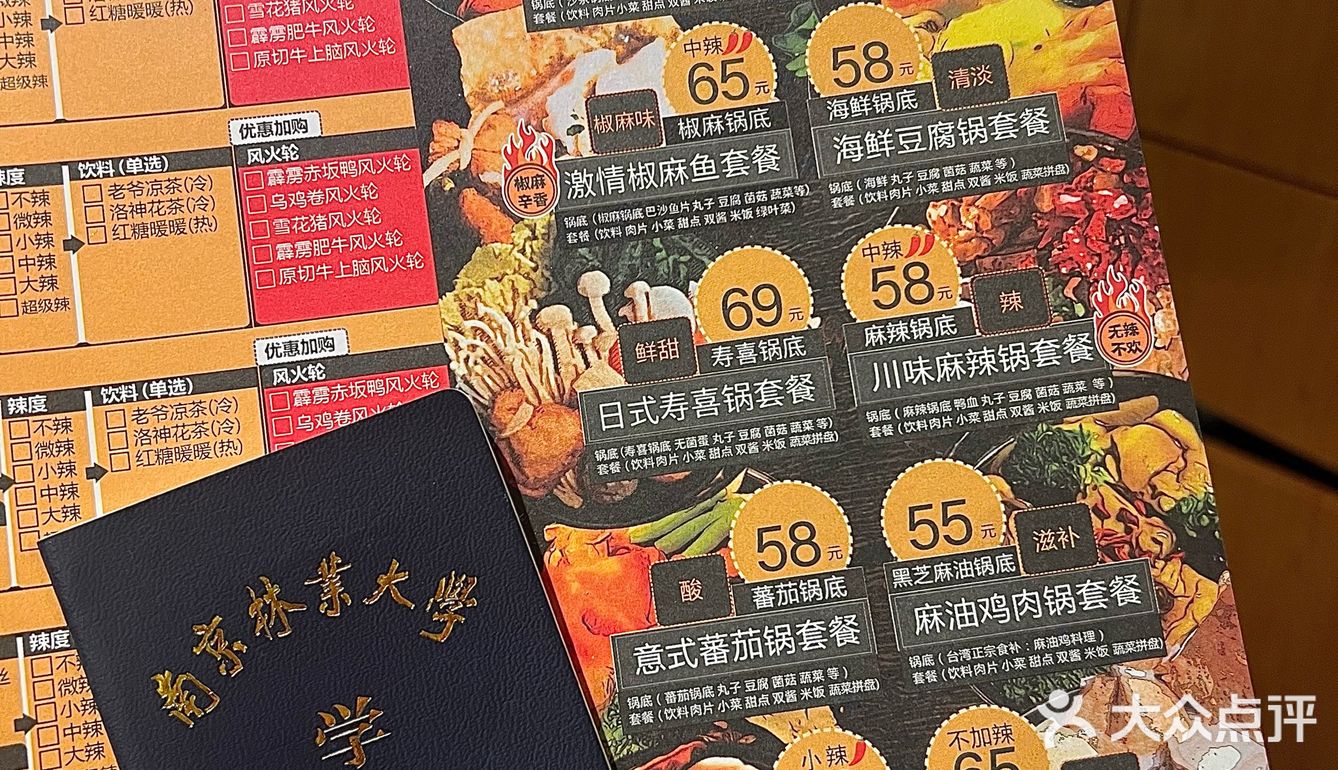 雪花猪风火轮
霹雳肥牛风火轮
原切牛上脑风火轮
红糖暖暖(热)
小辣
中辣
大辣
超级辣
优惠加购
风火轮
霹雳赤坂鸭风火轮
乌鸡卷风火轮
雪花猪风火轮
霹雳肥牛风火轮
原切牛上脑风火轮
饮料(单选)
老爷凉茶(冷)
洛神花茶(冷)
红糖暖暖(热)
不辣
微辣
小辣
中辣
大辣
超级辣
优惠加购
风火轮
霹雳赤坂鸭风火轮
乌鸡卷风火轮
饮料(单选)
老爷凉茶(冷)
洛神花茶(冷)
红糖暖暖(热)
辣度
不辣
微辣
小辣
中辣
大辣
辣度
小辣
中辣
大辣
南京林业大學
学
套餐(饮料 肉片 小菜 甜点 双酱 米饭
中辣
65元
椒麻味
椒麻锅底
椒麻辛香
激情椒麻鱼套餐
锅底(椒麻锅底 巴沙鱼片 丸子 豆腐 菌菇 蔬菜等)
套餐(饮料 肉片 小菜 甜点 双酱 米饭 绿叶菜)
58元
清淡
海鲜锅底
海鲜豆腐锅套餐
锅底(海鲜 丸子 豆腐 菌菇 蔬菜 等)
套餐(饮料 肉片 小菜 甜点 双酱 米饭 蔬菜拼盘)
69元
鲜甜
寿喜锅底
日式寿喜锅套餐
锅底(寿喜锅底 无菌蛋 丸子 豆腐 菌菇 蔬菜 等)
套餐(饮料 肉片 小菜 甜点 双酱 米饭 蔬菜拼盘)
中辣
58元
辣
麻辣锅底
无辣不欢
川味麻辣锅套餐
锅底(麻辣锅底 鸭血 丸子 豆腐 菌菇 蔬菜 等)
套餐(饮料 肉片 小菜 甜点 双酱 米饭 蔬菜拼盘)
58元
酸
蕃茄锅底
意式蕃茄锅套餐
锅底(蕃茄锅底 丸子 豆腐 菌菇 蔬菜 等)
套餐(饮料 肉片 小菜 甜点 双酱 米饭 蔬菜拼盘)
55元
滋补
黑芝麻油锅底
麻油鸡肉锅套餐
锅底(台湾正宗食补:麻油鸡料理)
套餐(饮料 肉片 小菜 甜点 双酱 米饭 蔬菜拼盘)
小辣
不加辣
65
大众点评